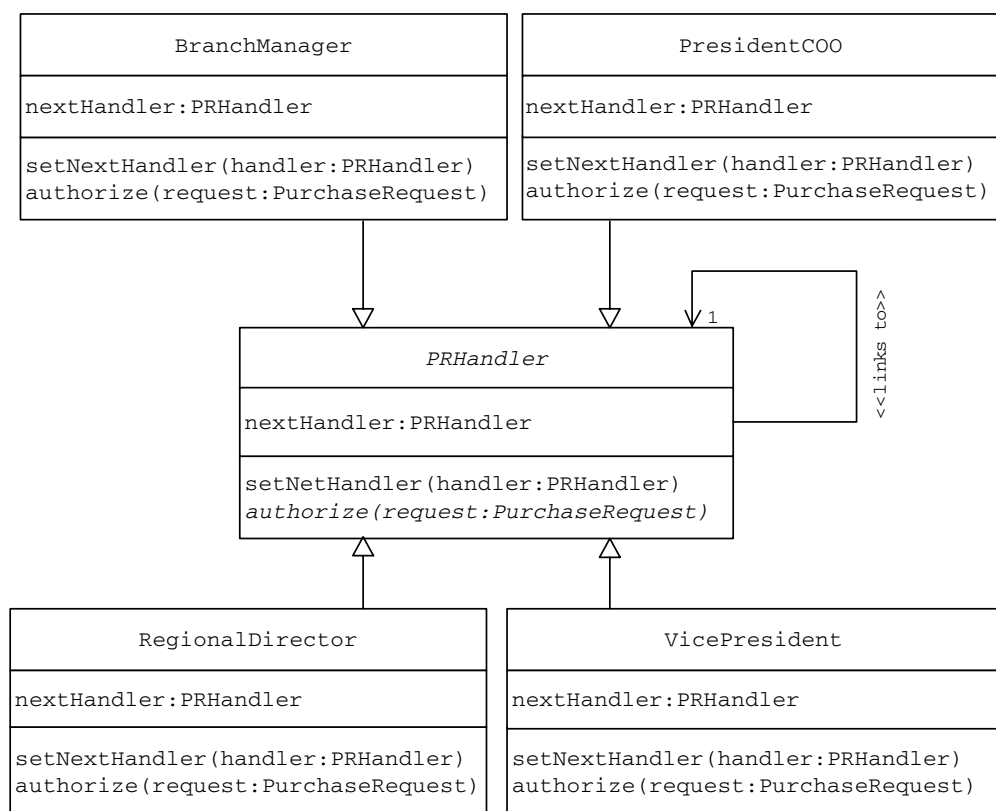 BranchManager
nextHandler:PRHandler
setNextHandler(handler:PRHandler)
authorize(request:PurchaseRequest)
PresidentCOO
nextHandler:PRHandler
setNextHandler(handler:PRHandler)
authorize(request:PurchaseRequest)
1
<<links to>>
PRHandler
nextHandler:PRHandler
setNetHandler(handler:PRHandler)
authorize(request:PurchaseRequest)
RegionalDirector
nextHandler:PRHandler
setNextHandler(handler:PRHandler)
authorize(request:PurchaseRequest)
VicePresident
nextHandler:PRHandler
setNextHandler(handler:PRHandler)
authorize(request:PurchaseRequest)